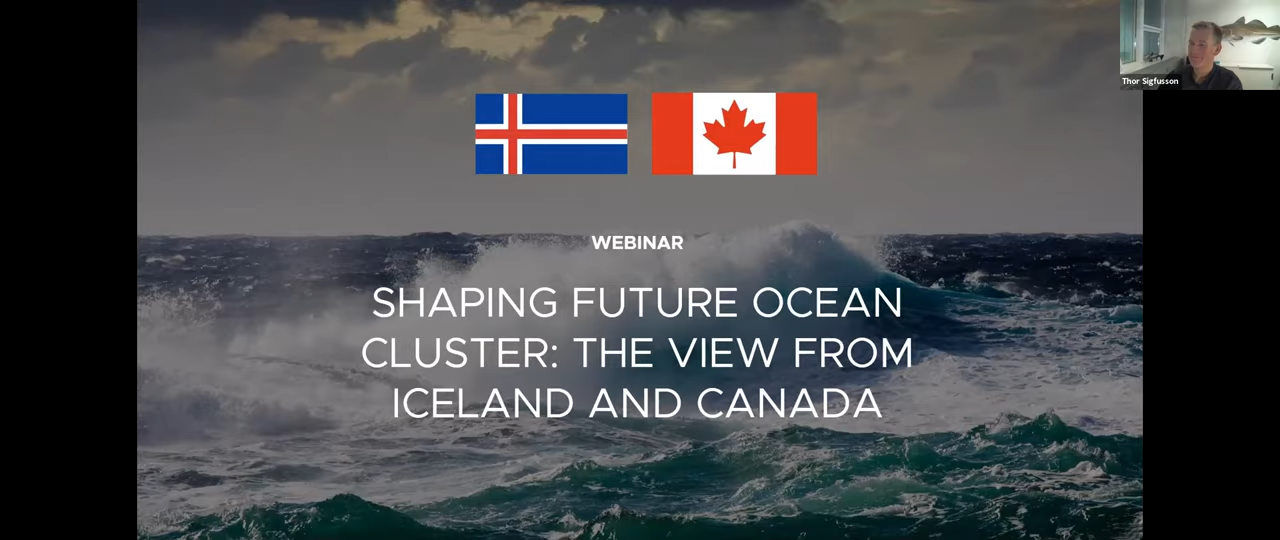 Thor Sigfusson
WEBINAR
SHAPING FUTURE OCEAN
CLUSTER: THE VIEW FROM
ICELAND AND CANADA